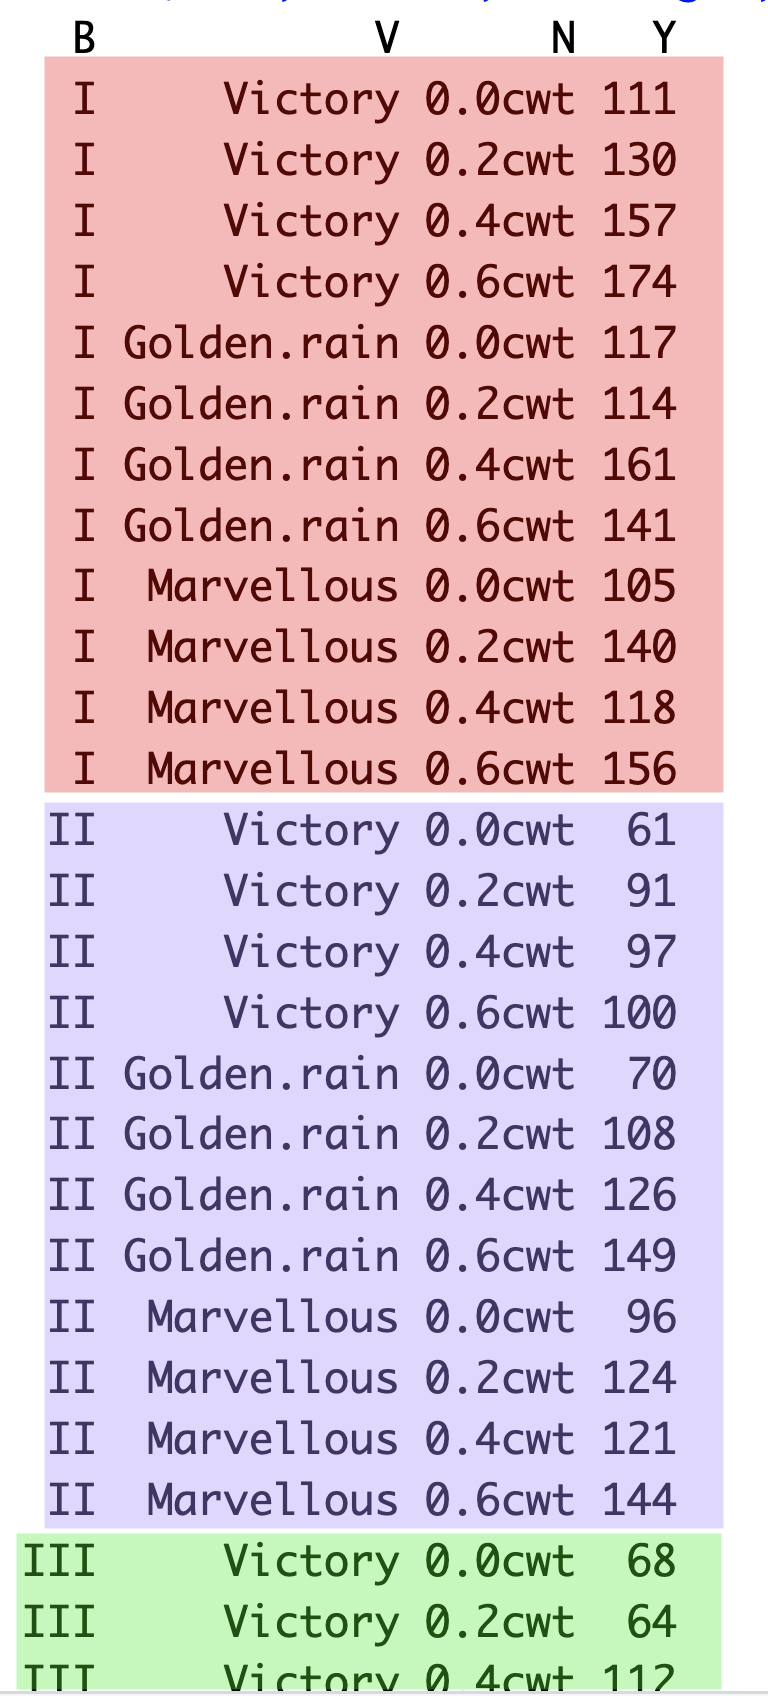 B V N Y
I Victory 0.0cwt 111
I Victory 0.2cwt 130
I Victory 0.4cwt 157
I Victory 0.6cwt 174
I Golden.rain 0.0cwt 117
I Golden.rain 0.2cwt 114
I Golden.rain 0.4cwt 161
I Golden.rain 0.6cwt 141
I Marvellous 0.0cwt 105
I Marvellous 0.2cwt 140
I Marvellous 0.4cwt 118
I Marvellous 0.6cwt 156
II Victory 0.0cwt 61
II Victory 0.2cwt 91
II Victory 0.4cwt 97
II Victory 0.6cwt 100
II Golden.rain 0.0cwt 70
II Golden.rain 0.2cwt 108
II Golden.rain 0.4cwt 126
II Golden.rain 0.6cwt 149
II Marvellous 0.0cwt 96
II Marvellous 0.2cwt 124
II Marvellous 0.4cwt 121
II Marvellous 0.6cwt 144
III Victory 0.0cwt 68
III Victory 0.2cwt 64
III Victory 0.4cwt 112